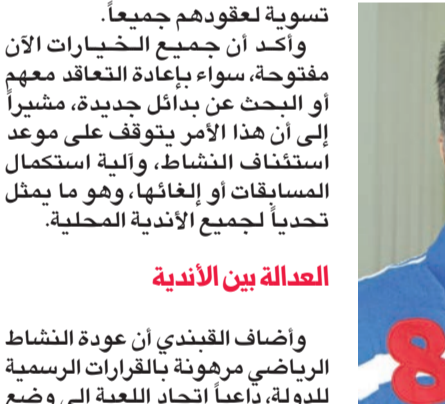 تسوية لعقودهم جميعاً.
وأكد أن جميع الخيارات الآن
مفتوحة، سواء بإعادة التعاقد معهم
أو البحث عن بدائل جديدة، مشيراً
إلى أن هذا الأمر يتوقف على موعد
استئناف النشاط، وآلية استكمال
المسابقات أو إلغائها، وهو ما يمثل
تحدياً لجميع الأندية المحلية.
العدالة بين الأندية
وأضاف القبندي أن عودة النشاط
الرياضي مرهونة بالقرارات الرسمية
للدولة، داعياً اتحاد اللعبة إلى وضع
8